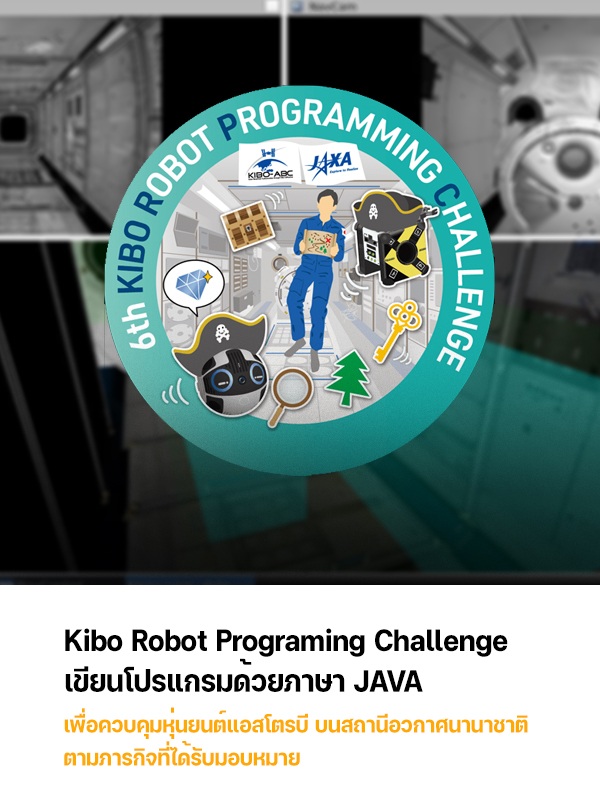 NavCam
6th KIBO ROBOT PROGRAMMING CHALLENGE
KIBO-ABC
JAXA
Kibo Robot Programing Challenge
เขียนโปรแกรมด้วยภาษา JAVA
เพื่อควบคุมหุ่นยนต์แอสโตรบี บนสถานีอวกาศนานาชาติ
ตามภารกิจที่ได้รับมอบหมาย